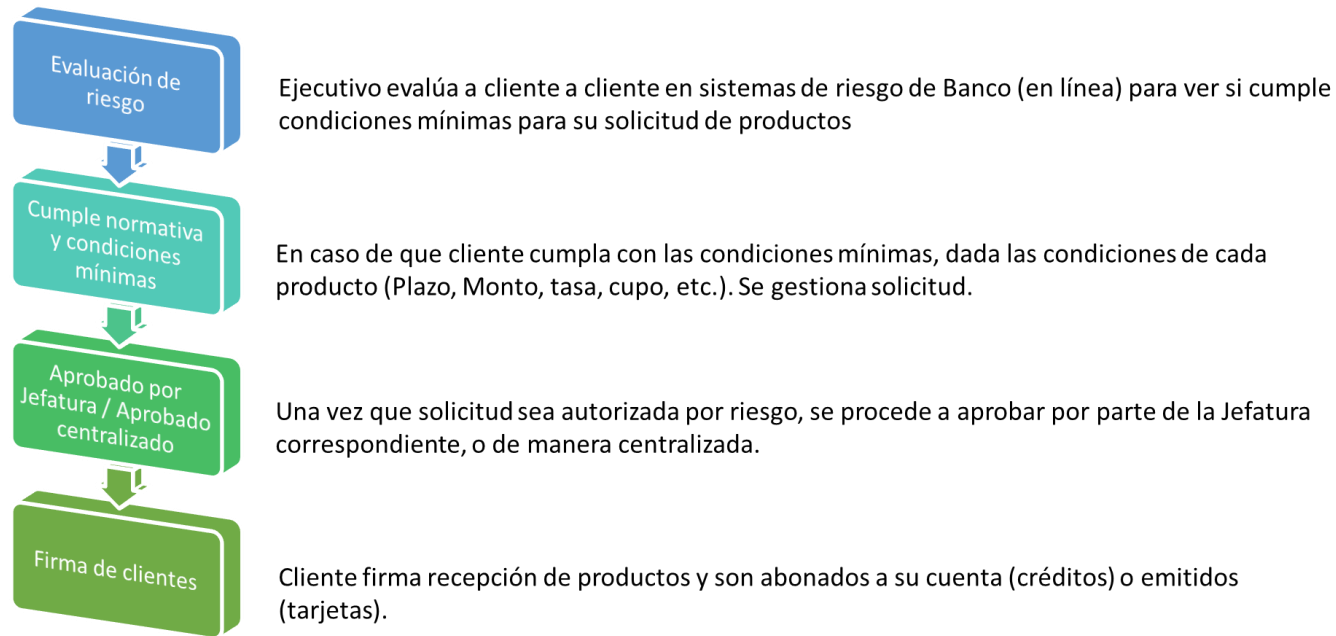 Evaluación de
riesgo
Ejecutivo evalúa a cliente a cliente en sistemas de riesgo de Banco (en línea) para ver si cumple
condiciones mínimas para su solicitud de productos
Cumple normativa
y condiciones
mínimas
En caso de que cliente cumpla con las condiciones mínimas, dada las condiciones de cada
producto (Plazo, Monto, tasa, cupo, etc.). Se gestiona solicitud.
Aprobado por
Jefatura / Aprobado
centralizado
Una vez que solicitud sea autorizada por riesgo, se procede a aprobar por parte de la Jefatura
correspondiente, o de manera centralizada.
Firma de clientes
Cliente firma recepción de productos y son abonados a su cuenta (créditos) o emitidos
(tarjetas).